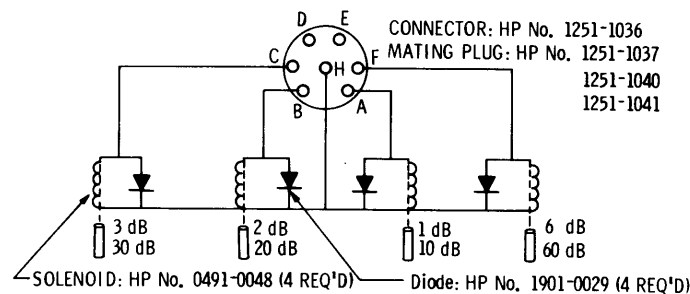 D E
CONNECTOR: HP No. 1251-1036
C H F
MATING PLUG: HP No. 1251-1037
1251-1040
1251-1041
B A
3 dB
30 dB
2 dB
20 dB
1 dB
10 dB
6 dB
60 dB
SOLENOID: HP No. 0491-0048 (4 REQ'D)
Diode: HP No. 1901-0029 (4 REQ'D)